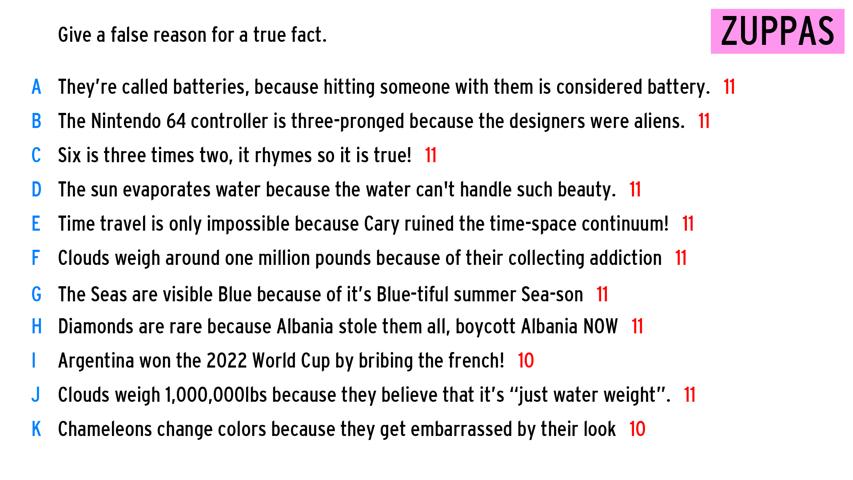 Give a false reason for a true fact.
ZUPPAS
A They're called batteries, because hitting someone with them is considered battery. 11
B The Nintendo 64 controller is three-pronged because the designers were aliens. 11
C Six is three times two, it rhymes so it is true! 11
D The sun evaporates water because the water can't handle such beauty. 11
E Time travel is only impossible because Cary ruined the time-space continuum! 11
F Clouds weigh around one million pounds because of their collecting addiction 11
G The Seas are visible Blue because of it's Blue-tiful summer Sea-son 11
H Diamonds are rare because Albania stole them all, boycott Albania NOW 11
I Argentina won the 2022 World Cup by bribing the french! 10
J Clouds weigh 1,000,000lbs because they believe that it's “just water weight”. 11
K Chameleons change colors because they get embarrassed by their look 10